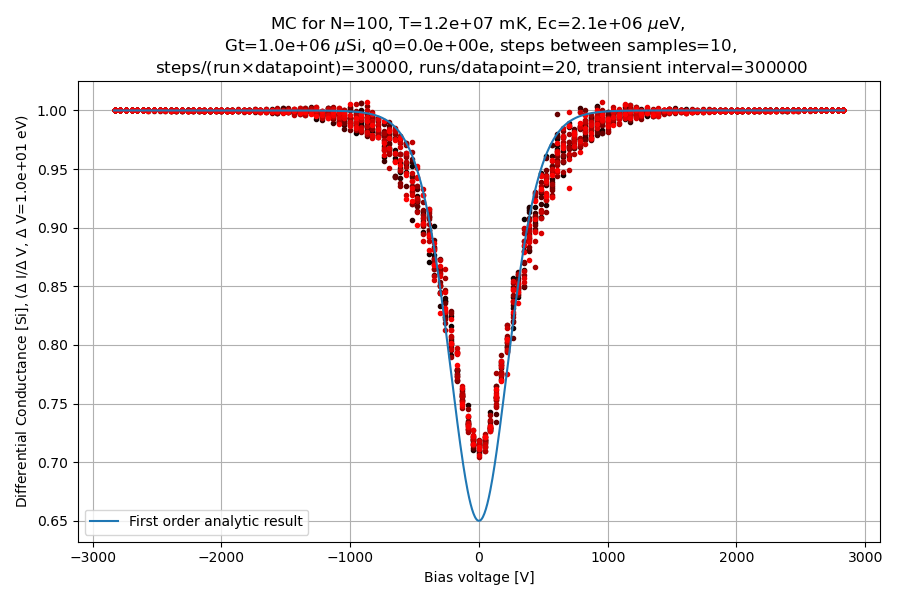 MC for N=100, T=1.2e+07 mK, Ec=2.1e+06 μeV,
Gt=1.0e+06 μSi, q0=0.0e+00e, steps between samples=10,
steps/(run×datapoint)=30000, runs/datapoint=20, transient interval=300000
Differential Conductance [Si], (Δ I/Δ V, Δ V=1.0e+01 eV)
1.00
0.95
0.90
0.85
0.80
0.75
0.70
0.65
First order analytic result
−3000 −2000 −1000 0 1000 2000 3000
Bias voltage [V]